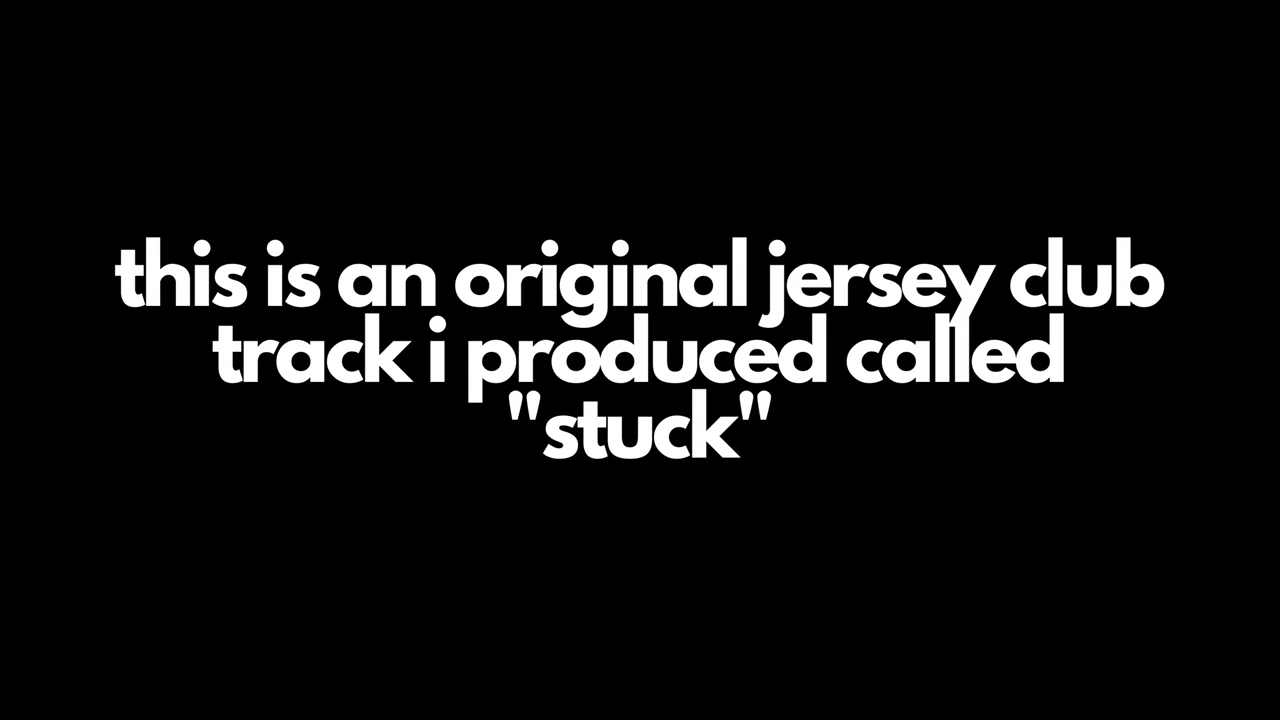 this is an original jersey club
track i produced called
"stuck"